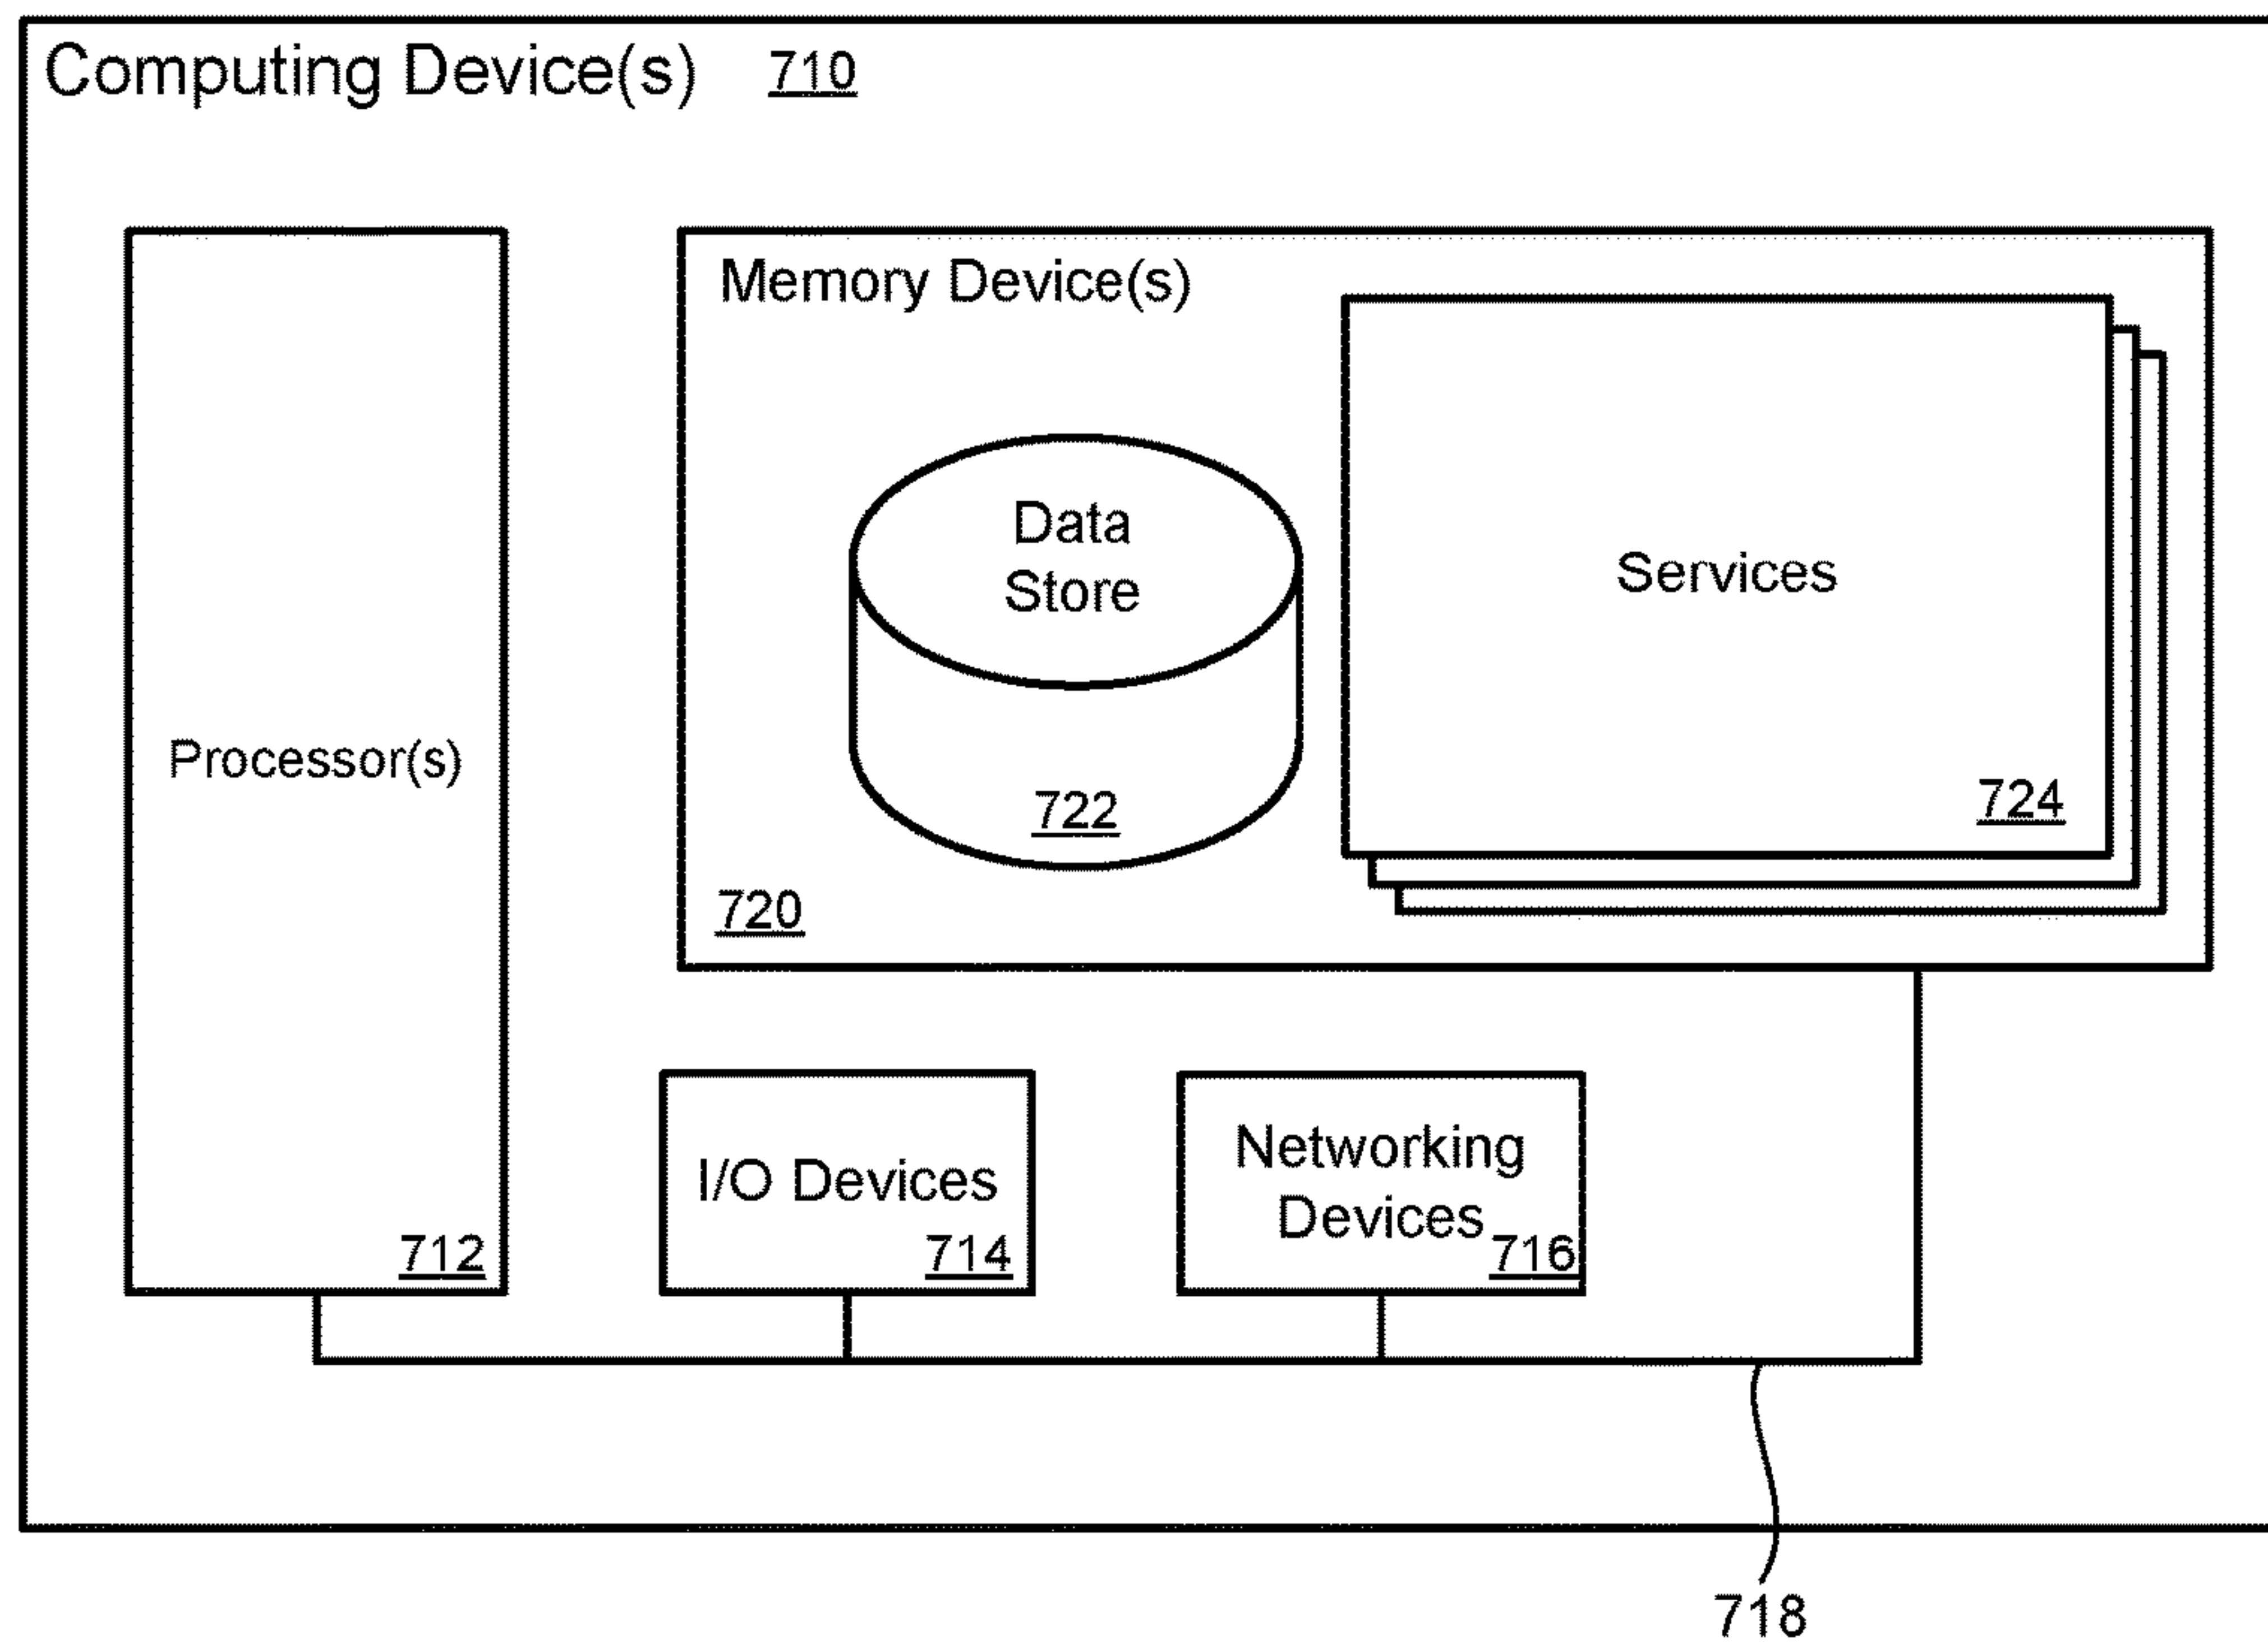 Computing Device(s) 710
Memory Device(s)
Data
Store
Services
Processor(s)
722
724
720
I/O Devices
Networking
Devices
712
714
716
718